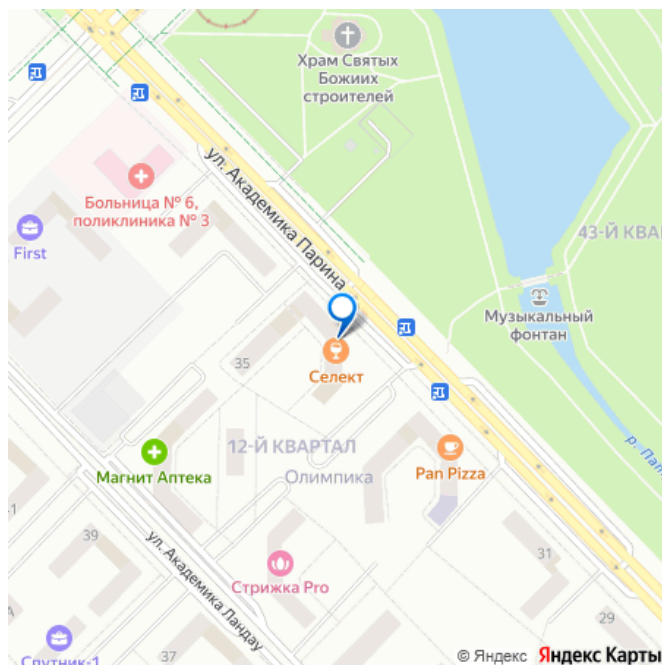 Храм Святых
Божиих
строителей
ул. Академика Парина
Больница № 6,
поликлиника № 3
First
43-Й КВА
Музыкальный
фонтан
35
Селект
12-Й КВАРТАЛ
Олимпика
Магнит Аптека
Pan Pizza
39
ул. Академика Ландау
Стрижка Pro
31
29
37
Спутник-1
© Яндекс Яндекс Карты